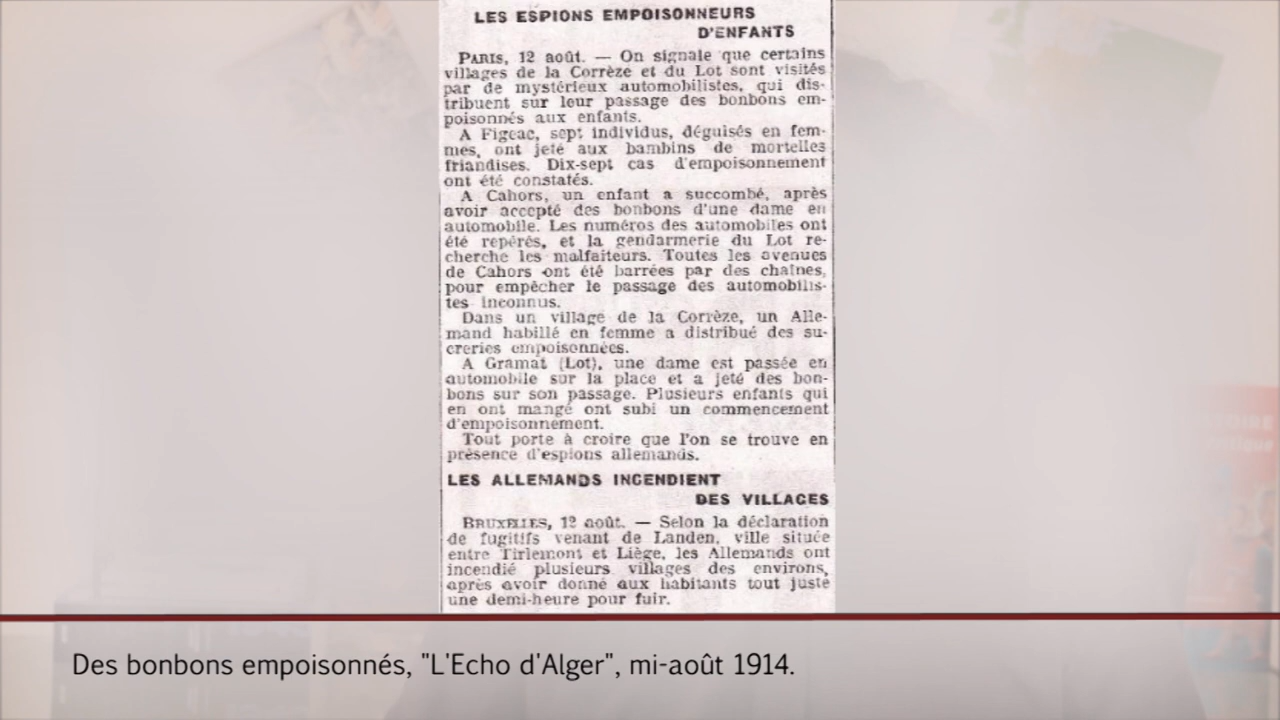 LES ESPIONS EMPOISONNEURS
D'ENFANTS
PARIS, 12 août. — On signale que certains
villages de la Corrèze et du Lot sont visités
par de mystérieux automobilistes, qui dis-
tribuent sur leur passage des bonbons em-
poisonnés aux enfants.
A Figeac, sept individus, déguisés en fem-
mes, ont jeté aux bambins de mortelles
friandises. Dix-sept cas d'empoisonnement
ont été constatés.
A Cahors, un enfant a succombé, après
avoir accepté des bonbons d'une dame en
automobile. Les numéros des automobiles ont
été repérés, et la gendarmerie du Lot re-
cherche les malfaiteurs. Toutes les avenues
de Cahors ont été barrées par des chaînes,
pour empêcher le passage des automobilis-
tes inconnus.
Dans un village de la Corrèze, un Alle-
mand habillé en femme a distribué des su-
creries empoisonnées.
A Gramat (Lot), une dame est passée en
automobile sur la place et a jeté des bon-
bons sur son passage. Plusieurs enfants qui
en ont mangé ont subi un commencement
d'empoisonnement.
Tout porte à croire que l'on se trouve en
présence d'espions allemands.
LES ALLEMANDS INCENDIENT
DES VILLAGES
BRUXELLES, 12 août. — Selon la déclaration
de fugitifs venant de Landen, ville située
entre Tirlemont et Liège, les Allemands ont
incendié plusieurs villages des environs,
après avoir donné aux habitants tout juste
une demi-heure pour fuir.
Des bonbons empoisonnés, "L'Echo d'Alger", mi-août 1914.